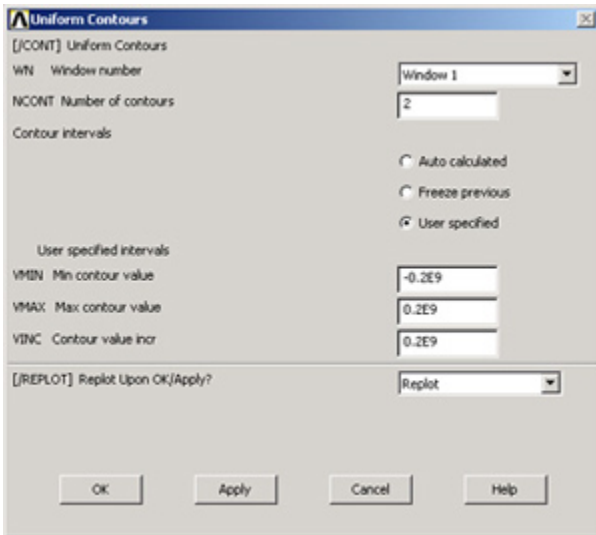 Uniform Contours
[/CONT] Uniform Contours
WN Window number
Window 1
NCONT Number of contours
2
Contour intervals
Auto calculated
Freeze previous
User specified
User specified intervals
VMIN Min contour value
-0.2E9
VMAX Max contour value
0.2E9
VINC Contour value incr
0.2E9
[/REPLOT] Replot Upon OK/Apply?
Replot
OK
Apply
Cancel
Help